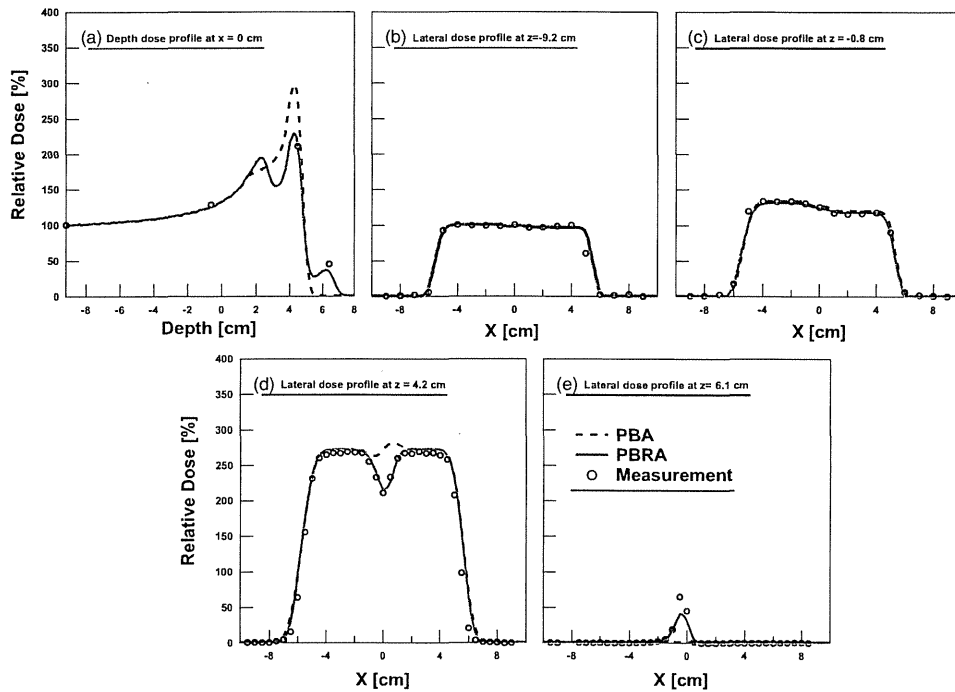 400
350
300
250
200
150
100
50
0
Relative Dose [%]
(a) Depth dose profile at x = 0 cm
-8 -6 -4 -2 0 2 4 6 8
Depth [cm]
(b) Lateral dose profile at z=-9.2 cm
-8 -4 0 4 8
X [cm]
(c) Lateral dose profile at z = -0.8 cm
-8 -4 0 4 8
X [cm]
400
350
300
250
200
150
100
50
0
Relative Dose [%]
(d) Lateral dose profile at z = 4.2 cm
-8 -4 0 4 8
X [cm]
(e) Lateral dose profile at z= 6.1 cm
PBA
PBRA
Measurement
-8 -4 0 4 8
X [cm]